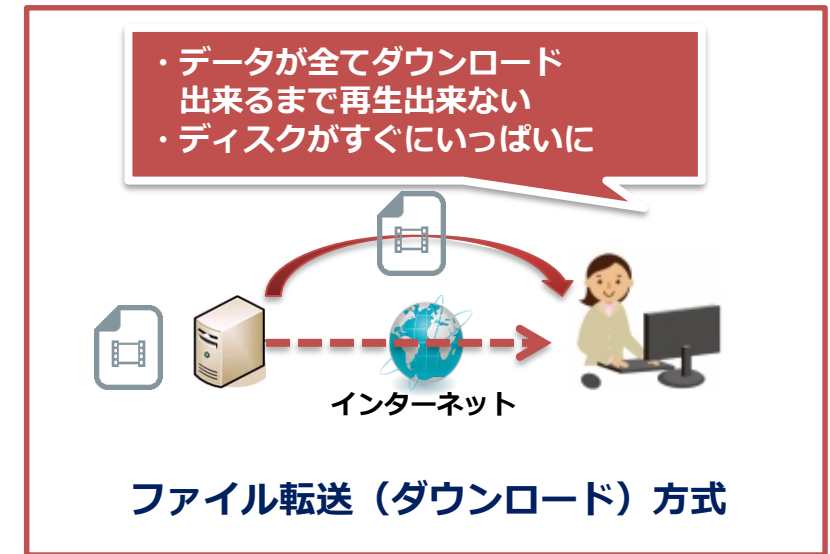 ・データが全てダウンロード
出来るまで再生出来ない
・ディスクがすぐにいっぱいに
インターネット
ファイル転送（ダウンロード）方式